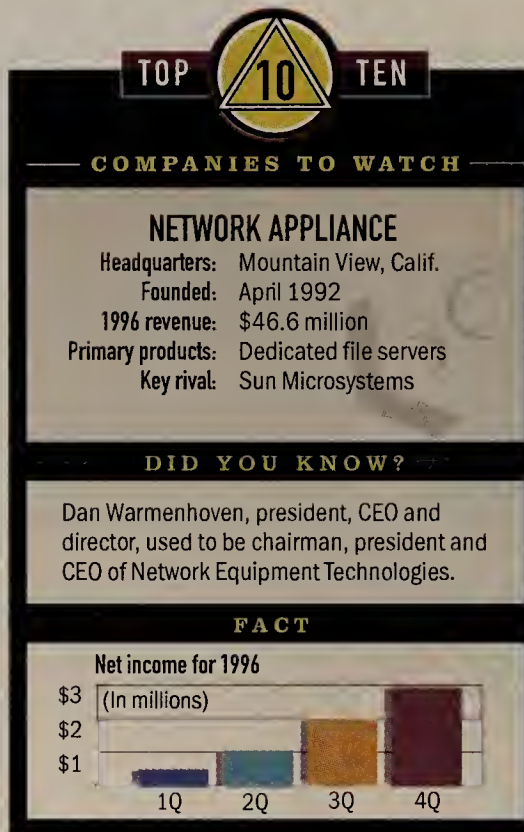 TOP 10 TEN
COMPANIES TO WATCH
NETWORK APPLIANCE
Headquarters: Mountain View, Calif.
Founded: April 1992
1996 revenue: $46.6 million
Primary products: Dedicated file servers
Key rival: Sun Microsystems
DID YOU KNOW?
Dan Warmenhoven, president, CEO and
director, used to be chairman, president and
CEO of Network Equipment Technologies.
FACT
Net income for 1996
$3 (In millions)
$2
$1
1Q 2Q 3Q 4Q